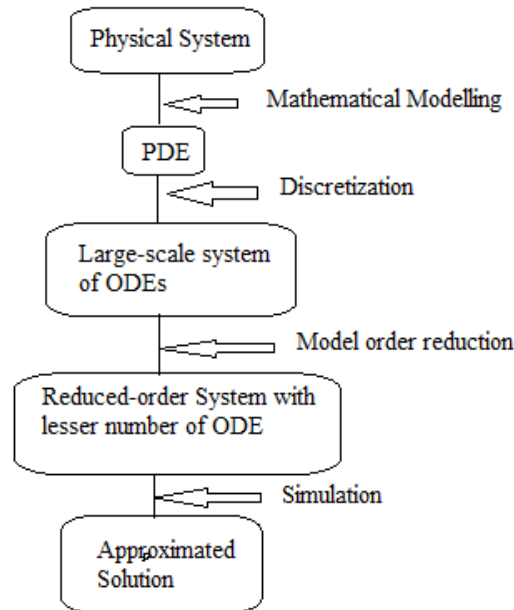 Physical System
Mathematical Modelling
PDE
Discretization
Large-scale system
of ODEs
Model order reduction
Reduced-order System with
lesser number of ODE
Simulation
Approximated
Solution